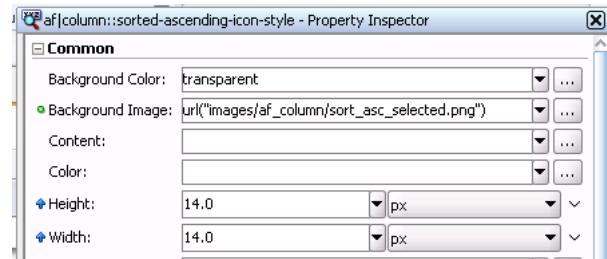 af|column::sorted-ascending-icon-style - Property Inspector
Common
Background Color: transparent ...
Background Image: url("images/af_column/sort_asc_selected.png") ...
Content: ...
Color: ...
Height: 14.0 px
Width: 14.0 px